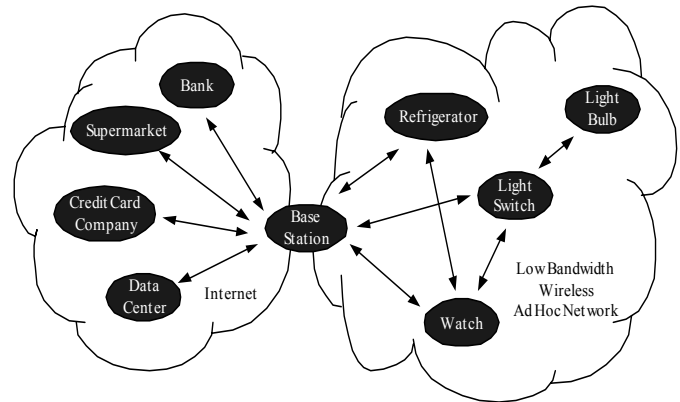 Bank
Supermarket
Credit Card
Company
Data
Center
Internet
Base
Station
Refrigerator
Light
Bulb
Light
Switch
Watch
Low Bandwidth
Wireless
Ad Hoc Network